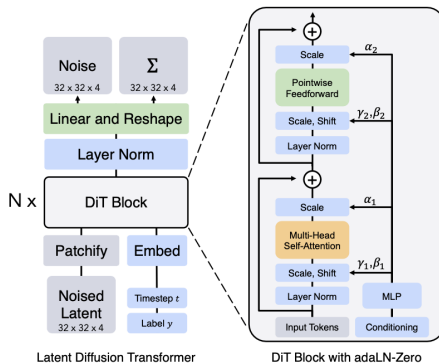 Noise
32 x 32 x 4
Σ
32 x 32 x 4
Linear and Reshape
Layer Norm
N x
DiT Block
Patchify
Embed
Noised
Latent
32 x 32 x 4
Timestep t
Label y
Latent Diffusion Transformer
+
Scale
α₂
Pointwise
Feedforward
Scale, Shift
γ₂,β₂
Layer Norm
+
Scale
α₁
Multi-Head
Self-Attention
Scale, Shift
γ₁,β₁
Layer Norm
MLP
Input Tokens
Conditioning
DiT Block with adaLN-Zero